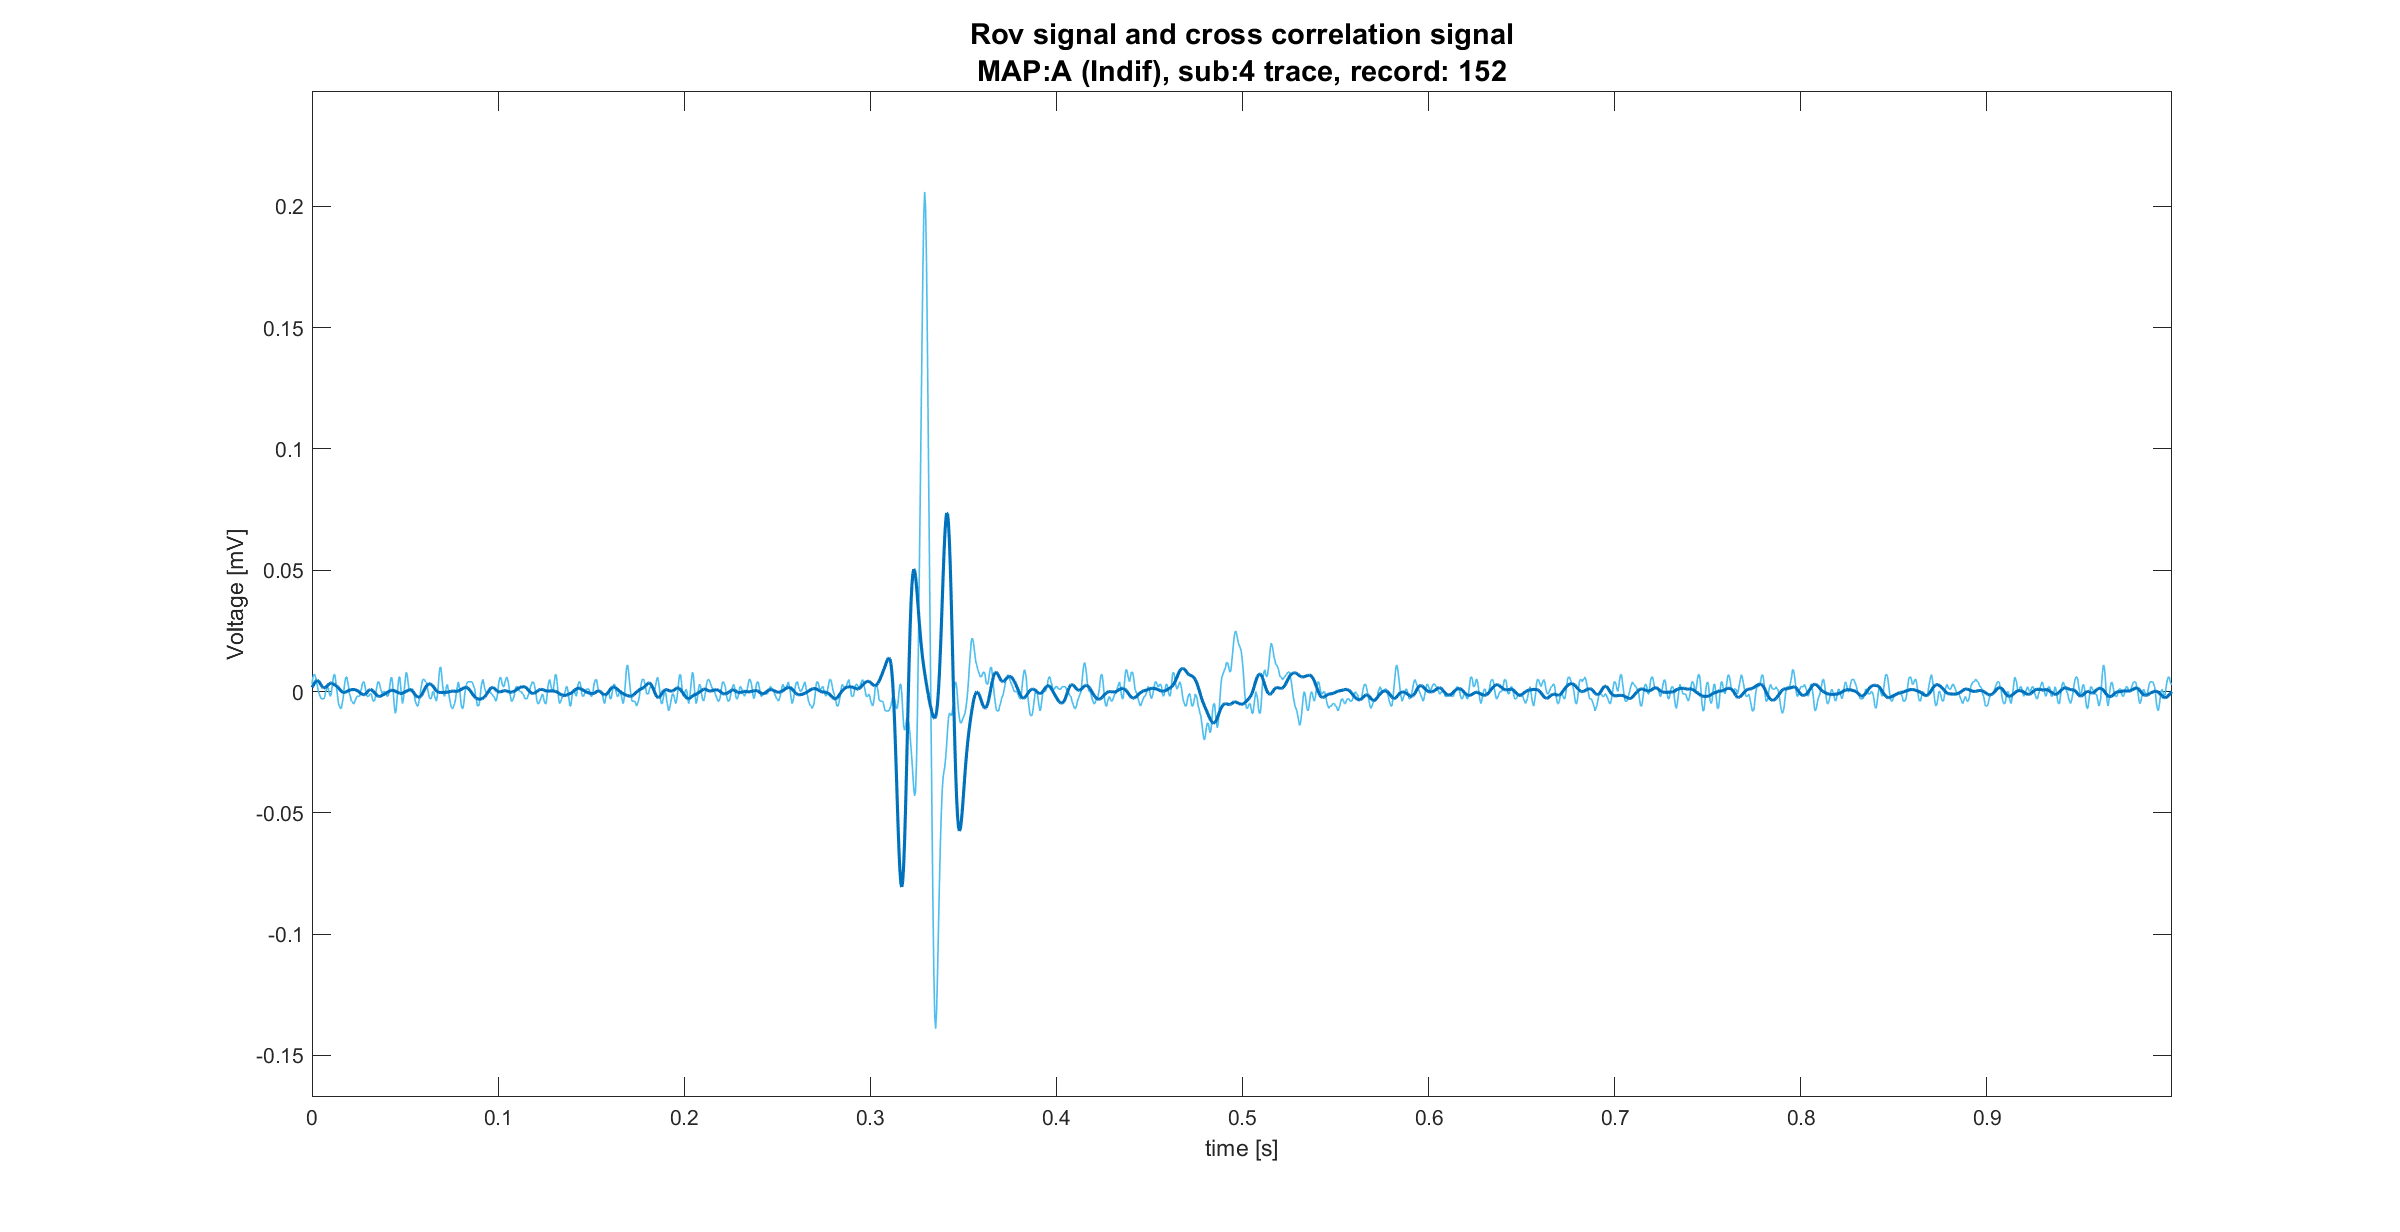 Rov signal and cross correlation signal
MAP:A (Indif), sub:4 trace, record: 152
0.2
0.15
0.1
0.05
0
-0.05
-0.1
-0.15
Voltage [mV]
0 0.1 0.2 0.3 0.4 0.5 0.6 0.7 0.8 0.9
time [s]